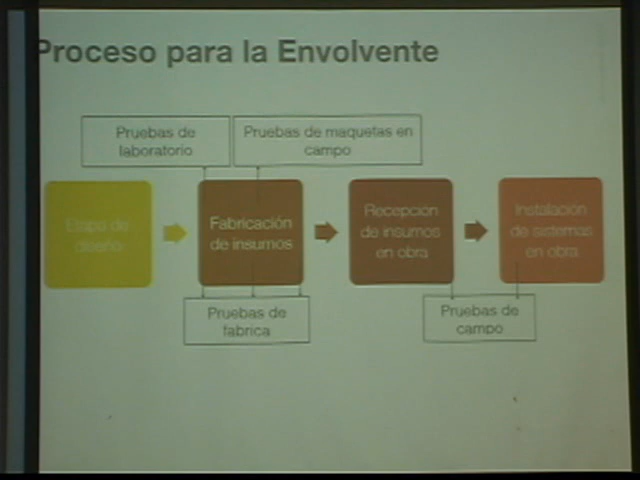 Proceso para la Envolvente
Pruebas de
laboratorio
Pruebas de maquetas en
campo
Etapa de
diseño
Fabricación
de insumos
Recepción
de insumos
en obra
Instalación
de sistemas
en obra
Pruebas de
fabrica
Pruebas de
campo